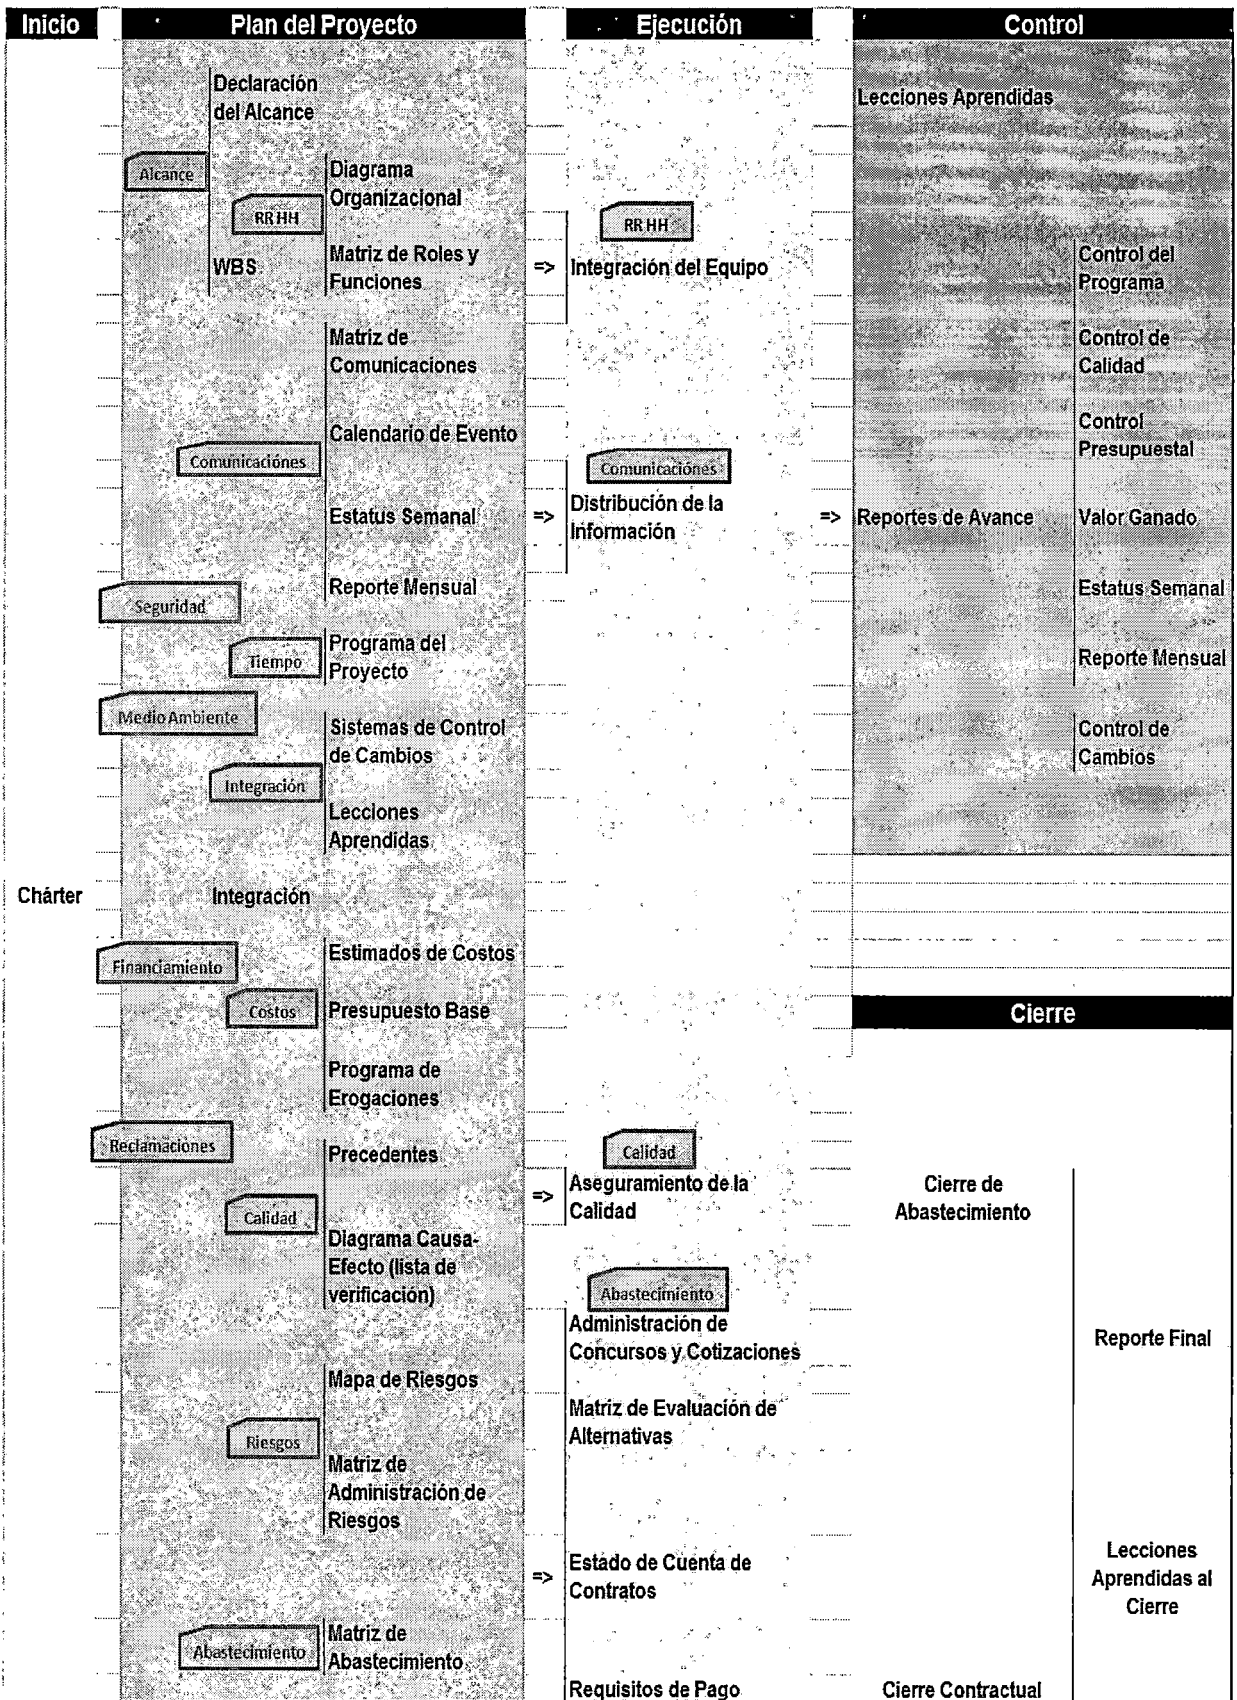 Inicio
Plan del Proyecto
Ejecución
Control
Declaración
del Alcance
Alcance
WBS
RR HH
Diagrama
Organizacional
Matriz de Roles y
Funciones
Matriz de
Comunicaciones
Calendario de Evento
Comunicaciónes
Estatus Semanal
Reporte Mensual
Seguridad
Tiempo
Programa del
Proyecto
Medio Ambiente
Sistemas de Control
de Cambios
Integración
Lecciones
Aprendidas
Chárter
Integración
Financiamiento
Estimados de Costos
Costos
Presupuesto Base
Programa de
Erogaciones
Reclamaciones
Precedentes
Calidad
Diagrama Causa-
Efecto (lista de
verificación)
Mapa de Riesgos
Riesgos
Matriz de
Administración de
Riesgos
Abastecimiento
Matriz de
Abastecimiento
RR HH
=> Integración del Equipo
Comunicaciónes
=> Distribución de la
Información
Calidad
=> Aseguramiento de la
Calidad
Abastecimiento
Administración de
Concursos y Cotizaciones
Matriz de Evaluación de
Alternativas
=> Estado de Cuenta de
Contratos
Requisitos de Pago
Lecciones Aprendidas
Control del
Programa
Control de
Calidad
Control
Presupuestal
=> Reportes de Avance
Valor Ganado
Estatus Semanal
Reporte Mensual
Control de
Cambios
Cierre
Cierre de
Abastecimiento
Reporte Final
Lecciones
Aprendidas al
Cierre
Cierre Contractual